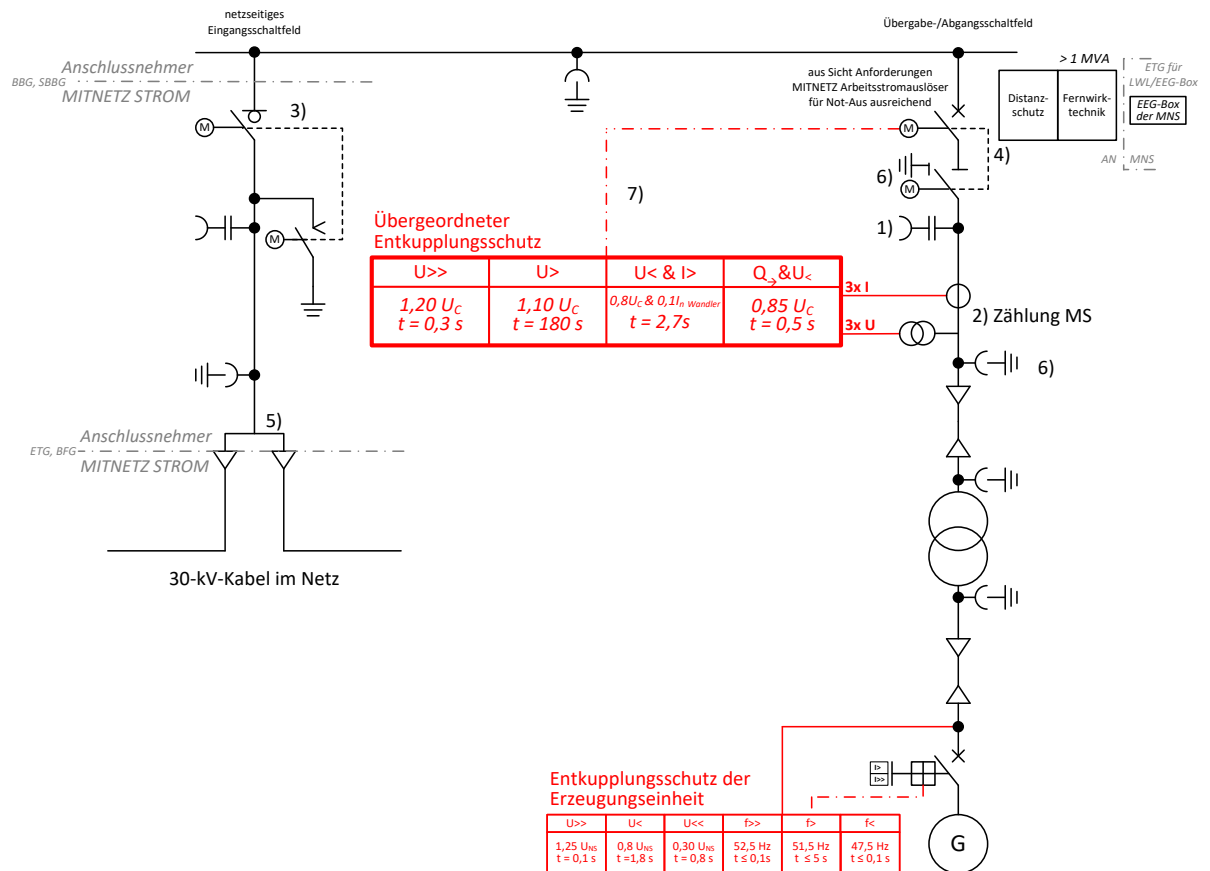 netzseitiges
Eingangsschaltfeld
Übergabe-/Abgangsschaltfeld
Anschlussnehmer
BBG, SBBG
MITNETZ STROM
3)
M
M
aus Sicht Anforderungen
MITNETZ Arbeitsstromauslöser
für Not-Aus ausreichend
M
4)
6)
M
1)
> 1 MVA
Distanz-
schutz
Fernwirk-
technik
ETG für
LWL/EEG-Box
EEG-Box
der MNS
AN
MNS
7)
Übergeordneter
Entkupplungsschutz
U>> U> U< & I> Q→&U<
1,20 UC 1,10 UC 0,8UC & 0,1In Wandler 0,85 UC
t = 0,3 s t = 180 s t = 2,7s t = 0,5 s
3x I
3x U
2) Zählung MS
6)
5)
Anschlussnehmer
ETG, BFG
MITNETZ STROM
30-kV-Kabel im Netz
I>
I>>
Entkupplungsschutz der
Erzeugungseinheit
U>> U< U<< f>> f> f<
1,25 UNS 0,8 UNS 0,30 UNS 52,5 Hz 51,5 Hz 47,5 Hz
t = 0,1 s t =1,8 s t = 0,8 s t ≤ 0,1s t ≤ 5 s t ≤ 0,1 s
G